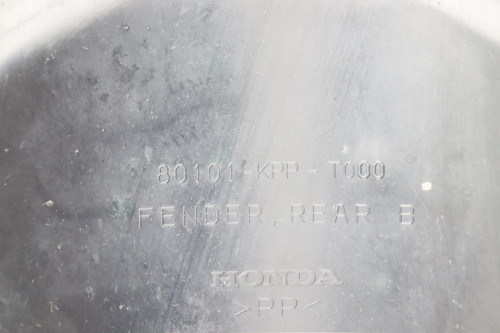 80101-KPP-T000
FENDER, REAR B
HONDA
>PP<